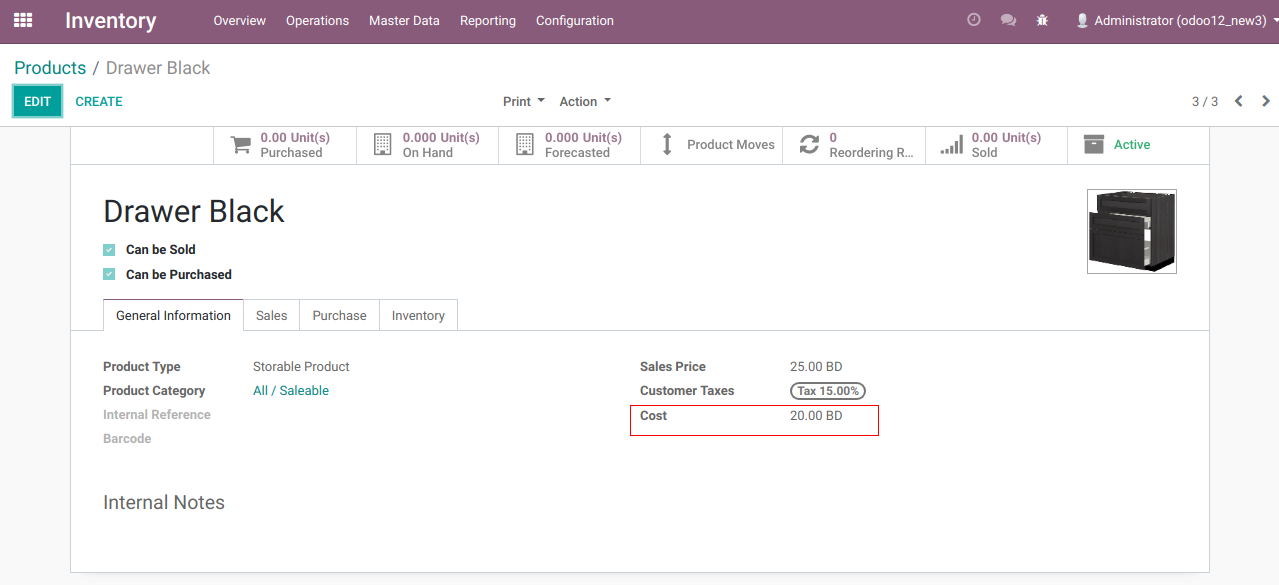 Inventory Overview Operations Master Data Reporting Configuration Administrator (odoo12_new3)
Products / Drawer Black
EDIT CREATE Print Action 3 / 3
0.00 Unit(s) 0.000 Unit(s) 0.000 Unit(s) Product Moves 0 0.00 Unit(s) Active
Purchased On Hand Forecasted Reordering R... Sold
Drawer Black
Can be Sold
Can be Purchased
General Information Sales Purchase Inventory
Product Type Storable Product Sales Price 25.00 BD
Product Category All / Saleable Customer Taxes Tax 15.00%
Internal Reference Cost 20.00 BD
Barcode
Internal Notes